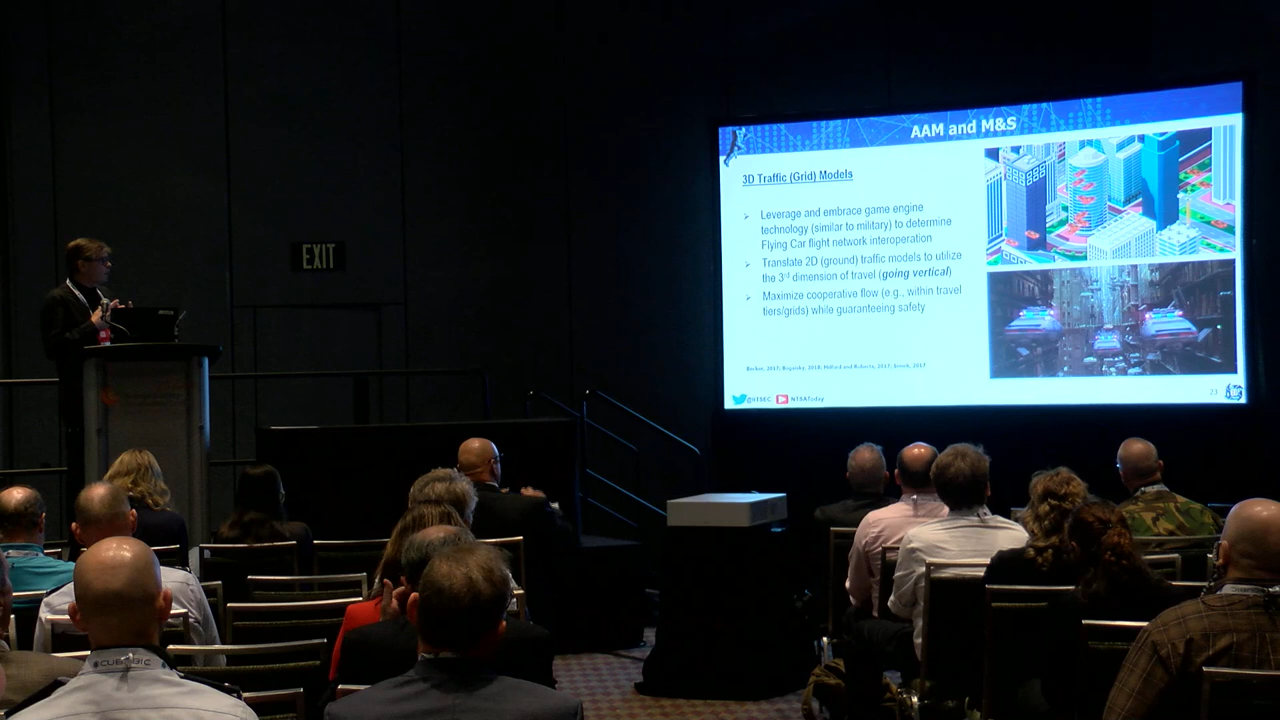 AAM and M&S
3D Traffic (Grid) Models
➢ Leverage and embrace game engine
technology (similar to military) to determine
Flying Car flight network interoperation
➢ Translate 2D (ground) traffic models to utilize
the 3rd dimension of travel (going vertical)
➢ Maximize cooperative flow (e.g., within travel
tiers/grids) while guaranteeing safety
@IITSEC
NTSAToday
23
EXIT
CUBIC